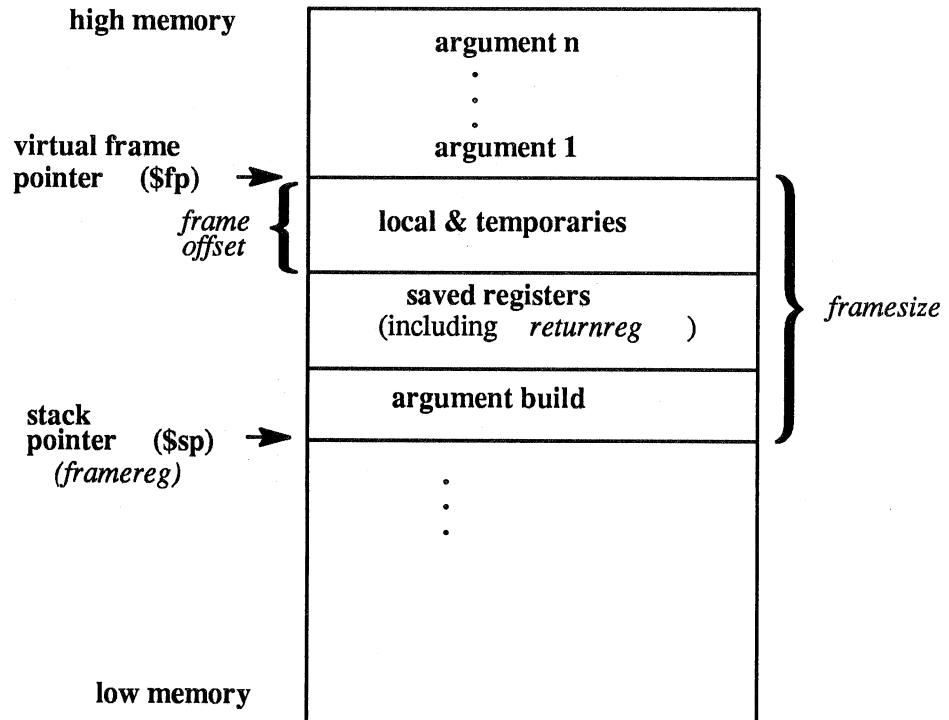 high memory
argument n
virtual frame
pointer ($fp)
argument 1
frame
offset
local & temporaries
saved registers
(including returnreg )
framesize
argument build
stack
pointer ($sp)
(framereg)
low memory